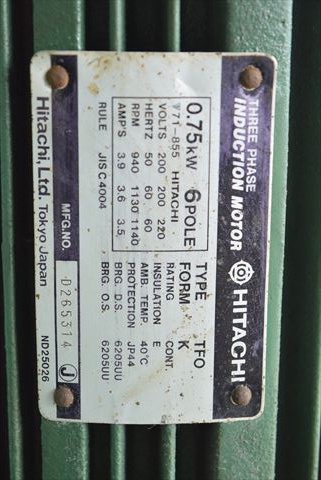 THREE PHASE
INDUCTION MOTOR HITACHI
0.75kW 6POLE
▽71-855 HITACHI
VOLTS 200 200 220
HERTZ 50 60 60
RPM 940 1130 1140
AMP'S 3.9 3.6 3.5
RULE JIS C 4004
TYPE TFO
FORM K
RATING CONT.
INSULATION E
AMB. TEMP. 40°C
PROTECTION JP44
BRG. D.S. 6205UU
BRG. O.S. 6205UU
MFG.NO. D265314 J
Hitachi, Ltd. Tokyo Japan
ND25026